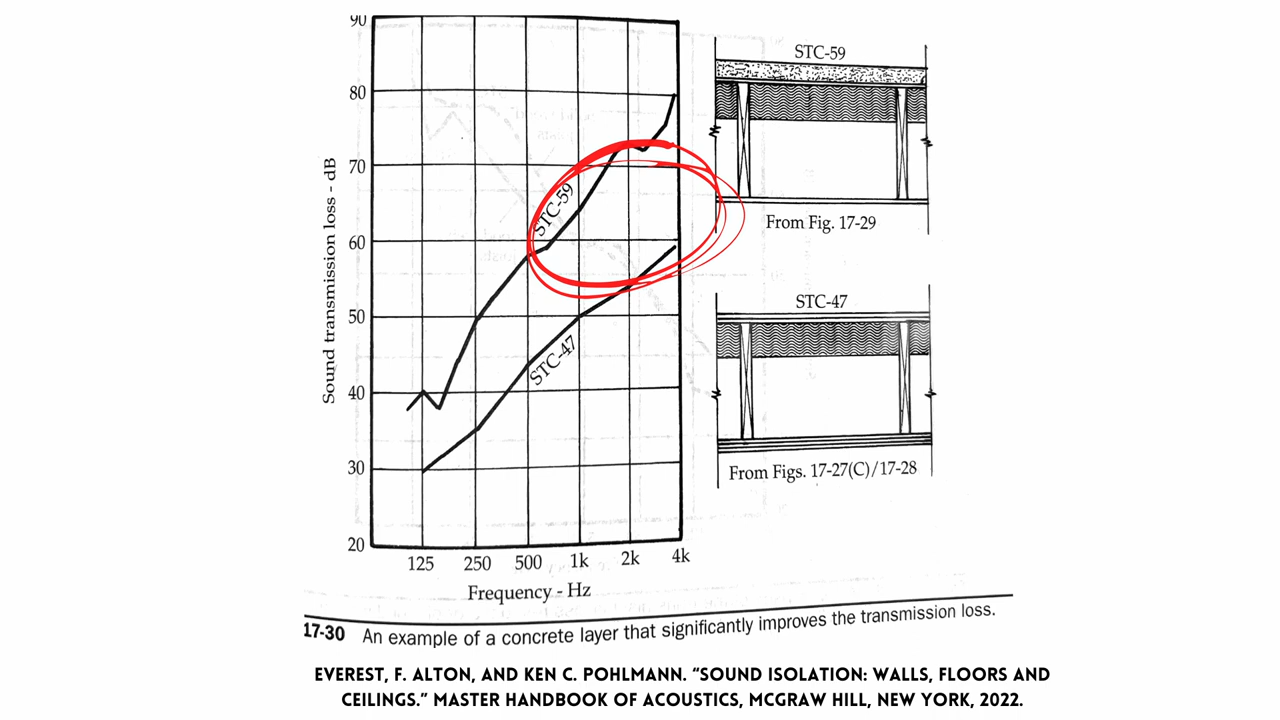 90
80
70
60
50
40
30
20
Sound transmission loss - dB
STC-59
STC-47
125 250 500 1k 2k 4k
Frequency - Hz
STC-59
From Fig. 17-29
STC-47
From Figs. 17-27(C)/17-28
17-30 An example of a concrete layer that significantly improves the transmission loss.
EVEREST, F. ALTON, AND KEN C. POHLMANN. “SOUND ISOLATION: WALLS, FLOORS AND
CEILINGS.” MASTER HANDBOOK OF ACOUSTICS, MCGRAW HILL, NEW YORK, 2022.